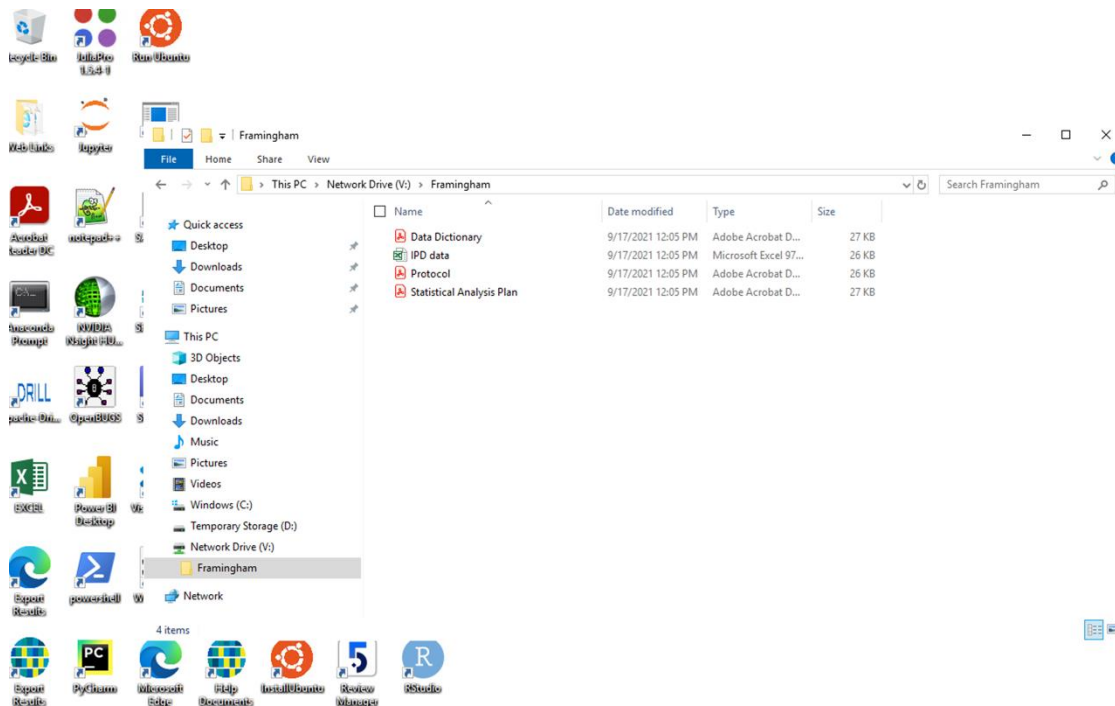 Recycle Bin
JuliaPro
1.5.4-1
Run Ubuntu
Web Links
Jupyter
Acrobat
Reader DC
notepad++
Anaconda
Prompt
NVIDIA
Nsight HU...
DRILL
OpenBUGS
EXCEL
Power BI
Desktop
Export
Results
powershell
Framingham
File
Home
Share
View
This PC > Network Drive (V:) > Framingham
Search Framingham
Quick access
Desktop
Downloads
Documents
Pictures
This PC
3D Objects
Desktop
Documents
Downloads
Music
Pictures
Videos
Windows (C:)
Temporary Storage (D:)
Network Drive (V:)
Framingham
Network
Name Date modified Type Size
Data Dictionary 9/17/2021 12:05 PM Adobe Acrobat D... 27 KB
IPD data 9/17/2021 12:05 PM Microsoft Excel 97... 26 KB
Protocol 9/17/2021 12:05 PM Adobe Acrobat D... 26 KB
Statistical Analysis Plan 9/17/2021 12:05 PM Adobe Acrobat D... 27 KB
4 items
Export
Results
PC
PyCharm
Microsoft
Edge
Help
Documents
InstallUbuntu
5
Review
Manager
R
RStudio